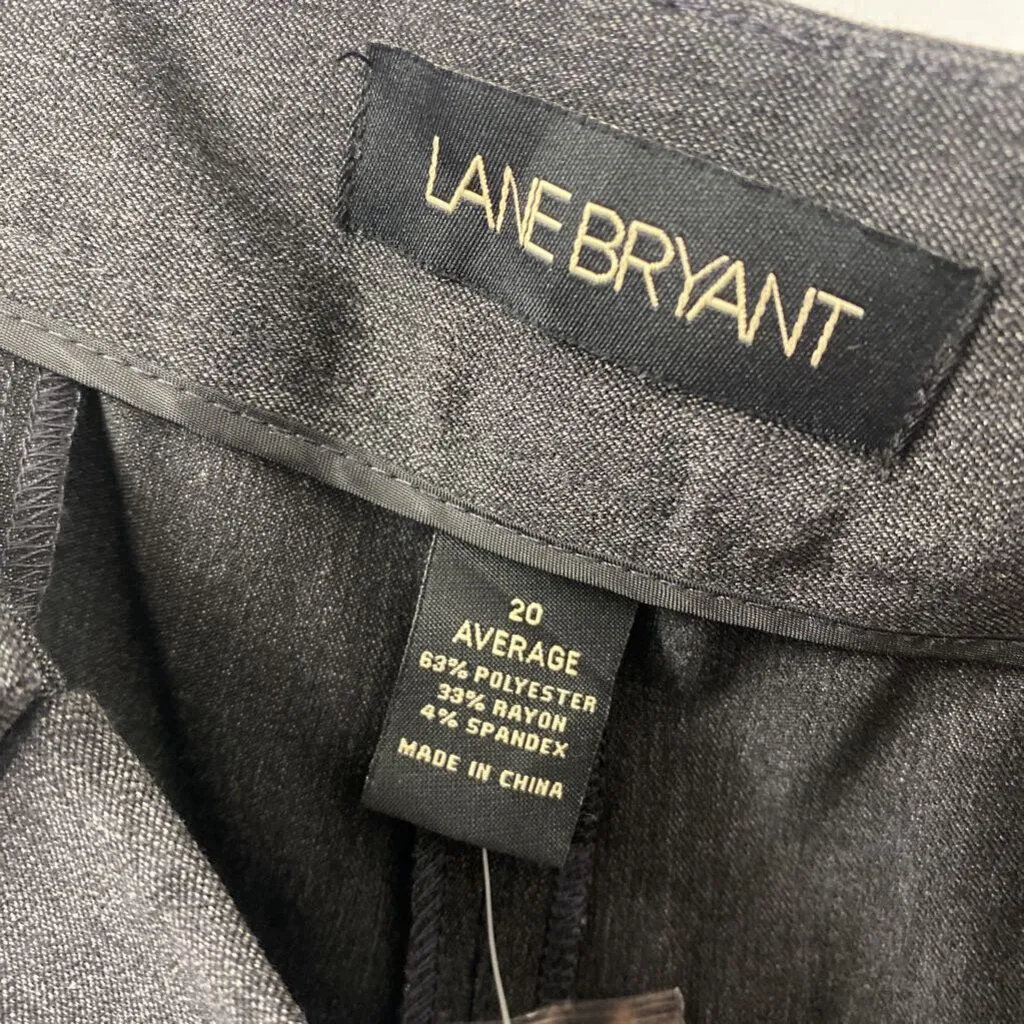 LANE BRYANT
20
AVERAGE
63% POLYESTER
33% RAYON
4% SPANDEX
MADE IN CHINA